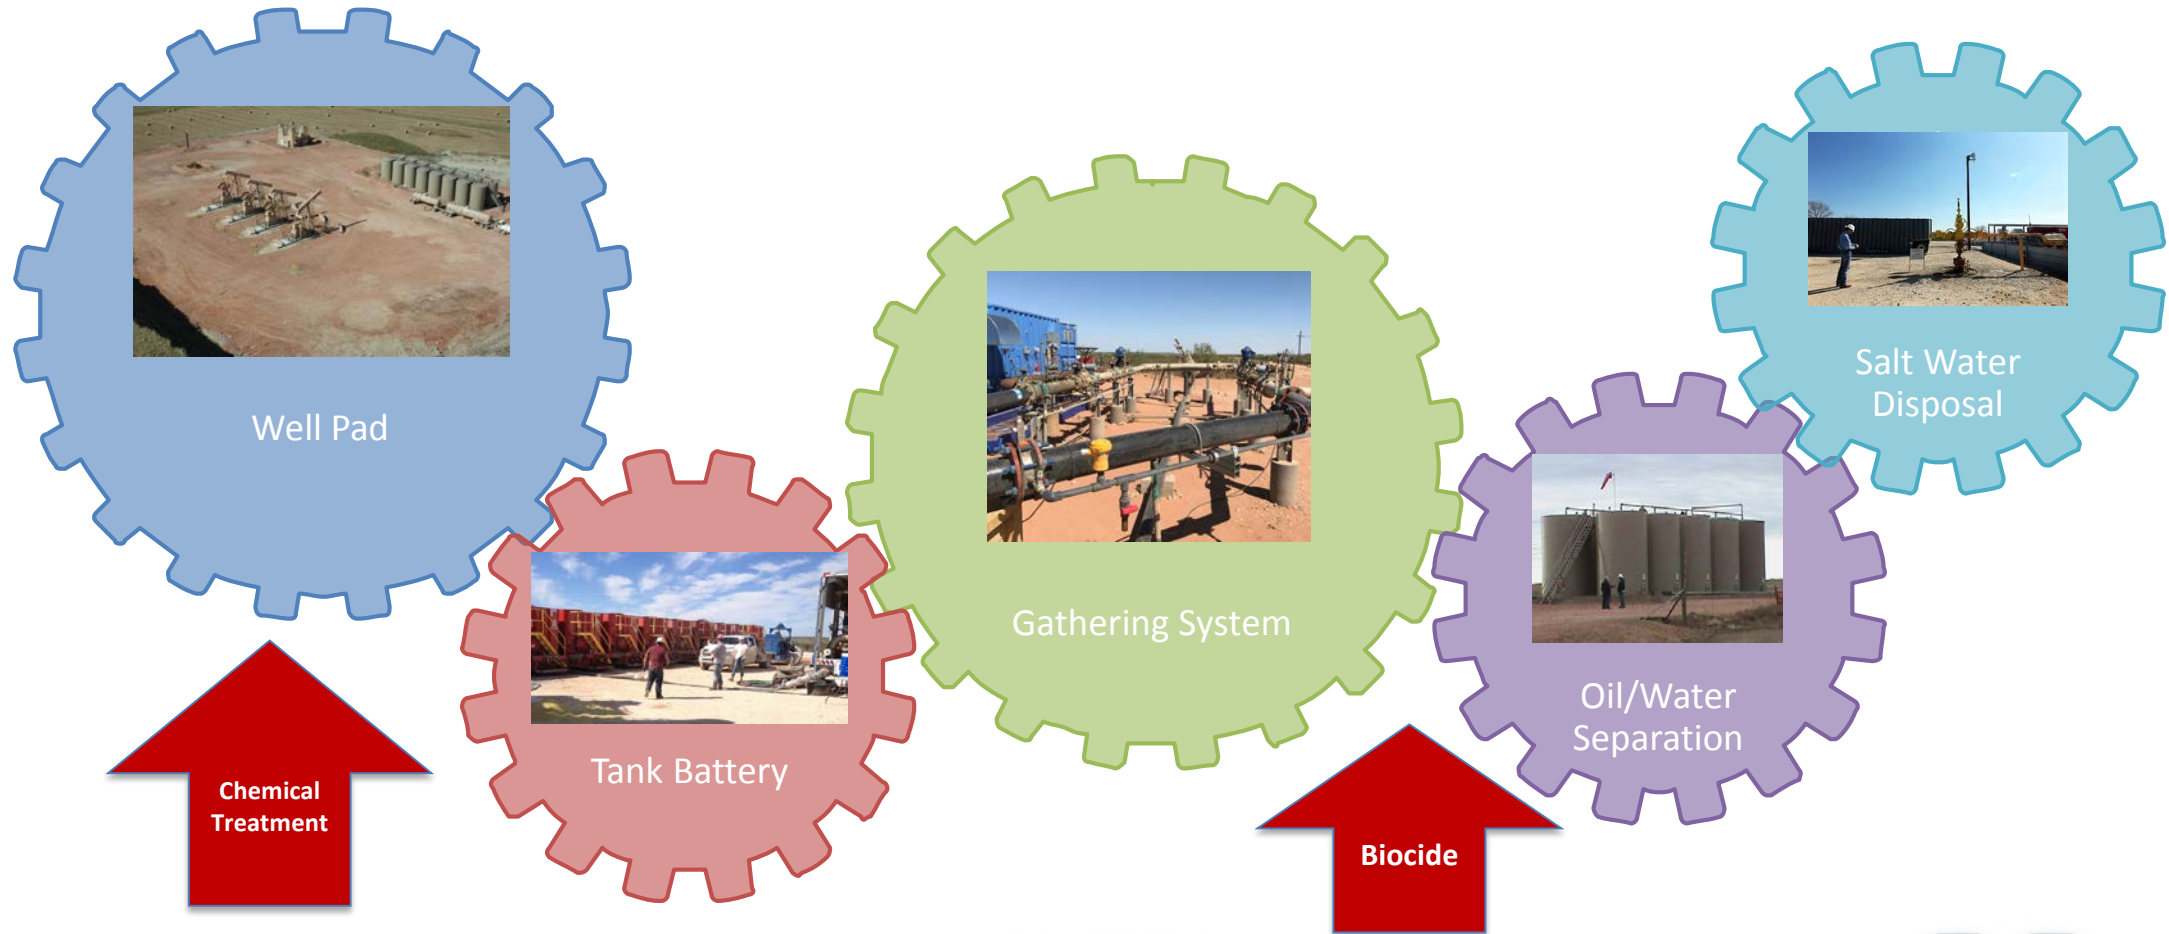 Well Pad
Chemical
Treatment
Tank Battery
Gathering System
Biocide
Oil/Water
Separation
Salt Water
Disposal